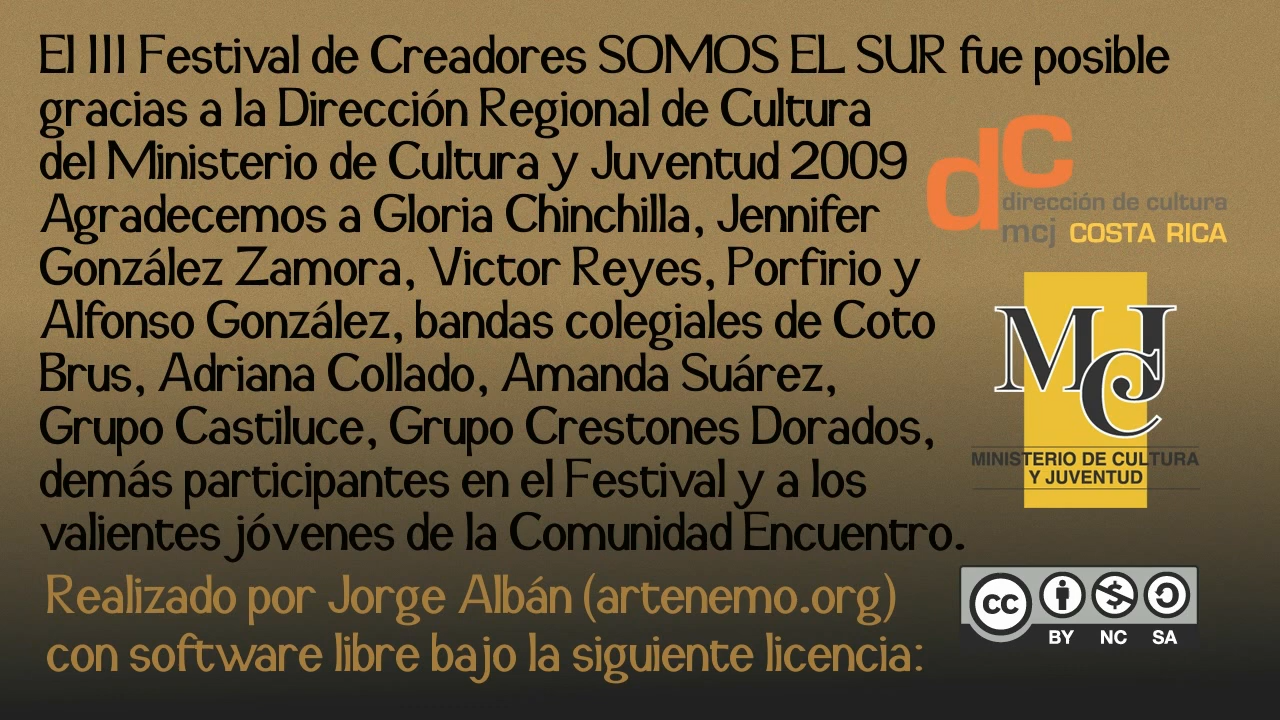 El III Festival de Creadores SOMOS EL SUR fue posible
gracias a la Dirección Regional de Cultura
del Ministerio de Cultura y Juventud 2009
Agradecemos a Gloria Chinchilla, Jennifer
González Zamora, Victor Reyes, Porfirio y
Alfonso González, bandas colegiales de Coto
Brus, Adriana Collado, Amanda Suárez,
Grupo Castiluce, Grupo Crestones Dorados,
demás participantes en el Festival y a los
valientes jóvenes de la Comunidad Encuentro.
Realizado por Jorge Albán (artenemo.org)
con software libre bajo la siguiente licencia:
dc
dirección de cultura
mcj COSTA RICA
MCJ
MINISTERIO DE CULTURA
Y JUVENTUD
cc
BY NC SA